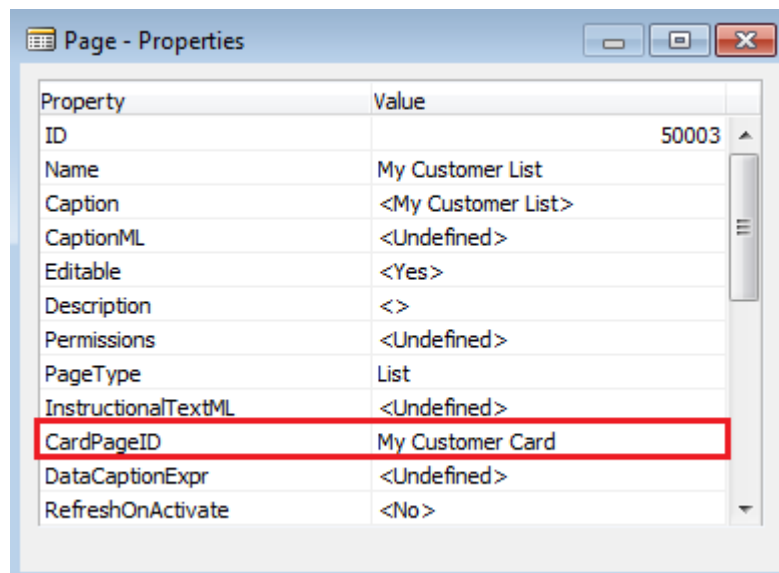 Page - Properties
Property Value
ID 50003
Name My Customer List
Caption <My Customer List>
CaptionML <Undefined>
Editable <Yes>
Description <>
Permissions <Undefined>
PageType List
InstructionalTextML <Undefined>
CardPageID My Customer Card
DataCaptionExpr <Undefined>
RefreshOnActivate <No>